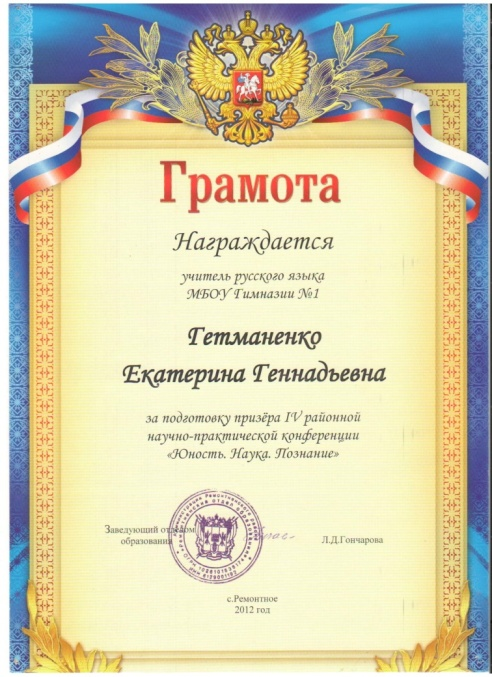 Грамота
Награждается
учитель русского языка
МБОУ Гимназии №1
Гетманенко
Екатерина Геннадьевна
за подготовку призёра IV районной
научно-практической конференции
«Юность. Наука. Познание»
Заведующий отделом
образования
Л.Д.Гончарова
с.Ремонтное
2012 год